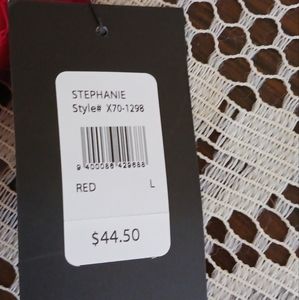 STEPHANIE
Style# X70-1298
9 400086 429688
RED L
$44.50